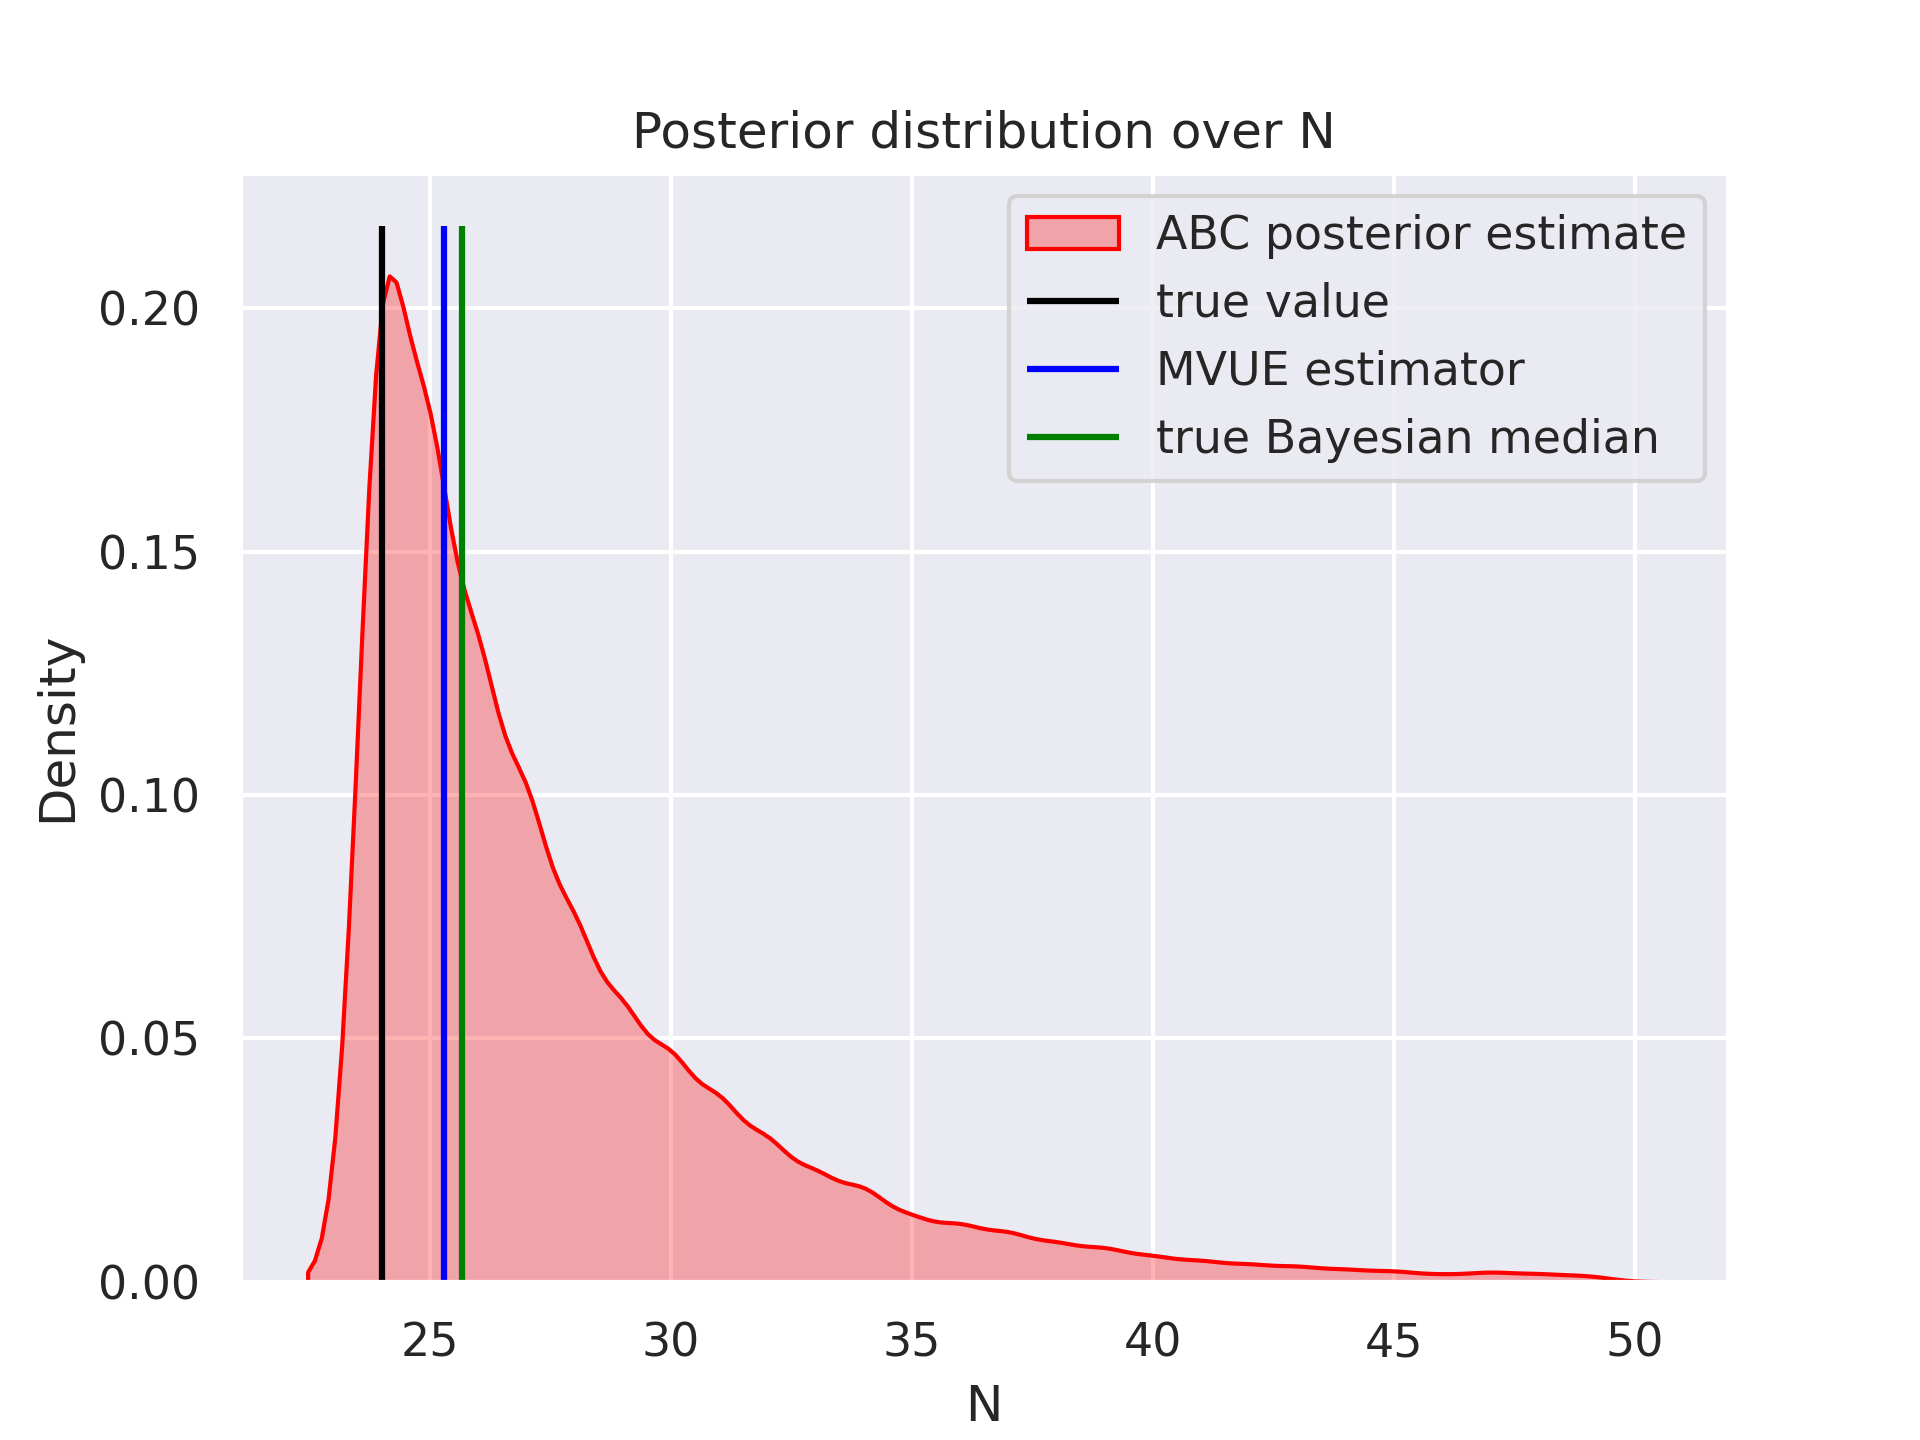 Posterior distribution over N
ABC posterior estimate
true value
MVUE estimator
true Bayesian median
0.20
0.15
0.10
0.05
0.00
Density
25 30 35 40 45 50
N